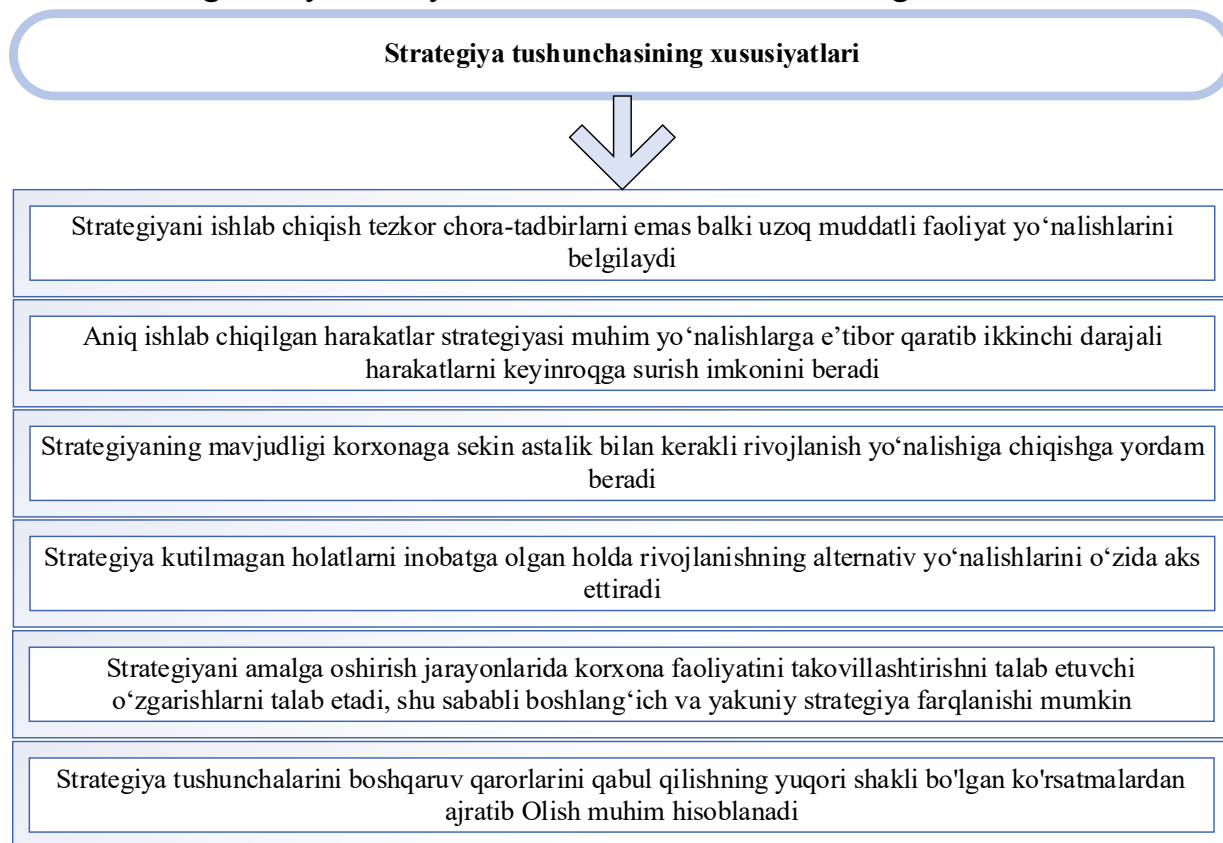 Strategiya tushunchasining xususiyatlari
Strategiyani ishlab chiqish tezkor chora-tadbirlarni emas balki uzoq muddatli faoliyat yo‘nalishlarini
belgilaydi
Aniq ishlab chiqilgan harakatlar strategiyasi muhim yo‘nalishlarga e’tibor qaratib ikkinchi darajali
harakatlarni keyinroqga surish imkonini beradi
Strategiyaning mavjudligi korxonaga sekin astalik bilan kerakli rivojlanish yo‘nalishiga chiqishga yordam
beradi
Strategiya kutilmagan holatlarni inobatga olgan holda rivojlanishning alternativ yo‘nalishlarini o‘zida aks
ettiradi
Strategiyani amalga oshirish jarayonlarida korxona faoliyatini takovillashtirishni talab etuvchi
o‘zgarishlarni talab etadi, shu sababli boshlang‘ich va yakuniy strategiya farqlanishi mumkin
Strategiya tushunchalarini boshqaruv qarorlarini qabul qilishning yuqori shakli bo'lgan ko'rsatmalardan
ajratib Olish muhim hisoblanadi